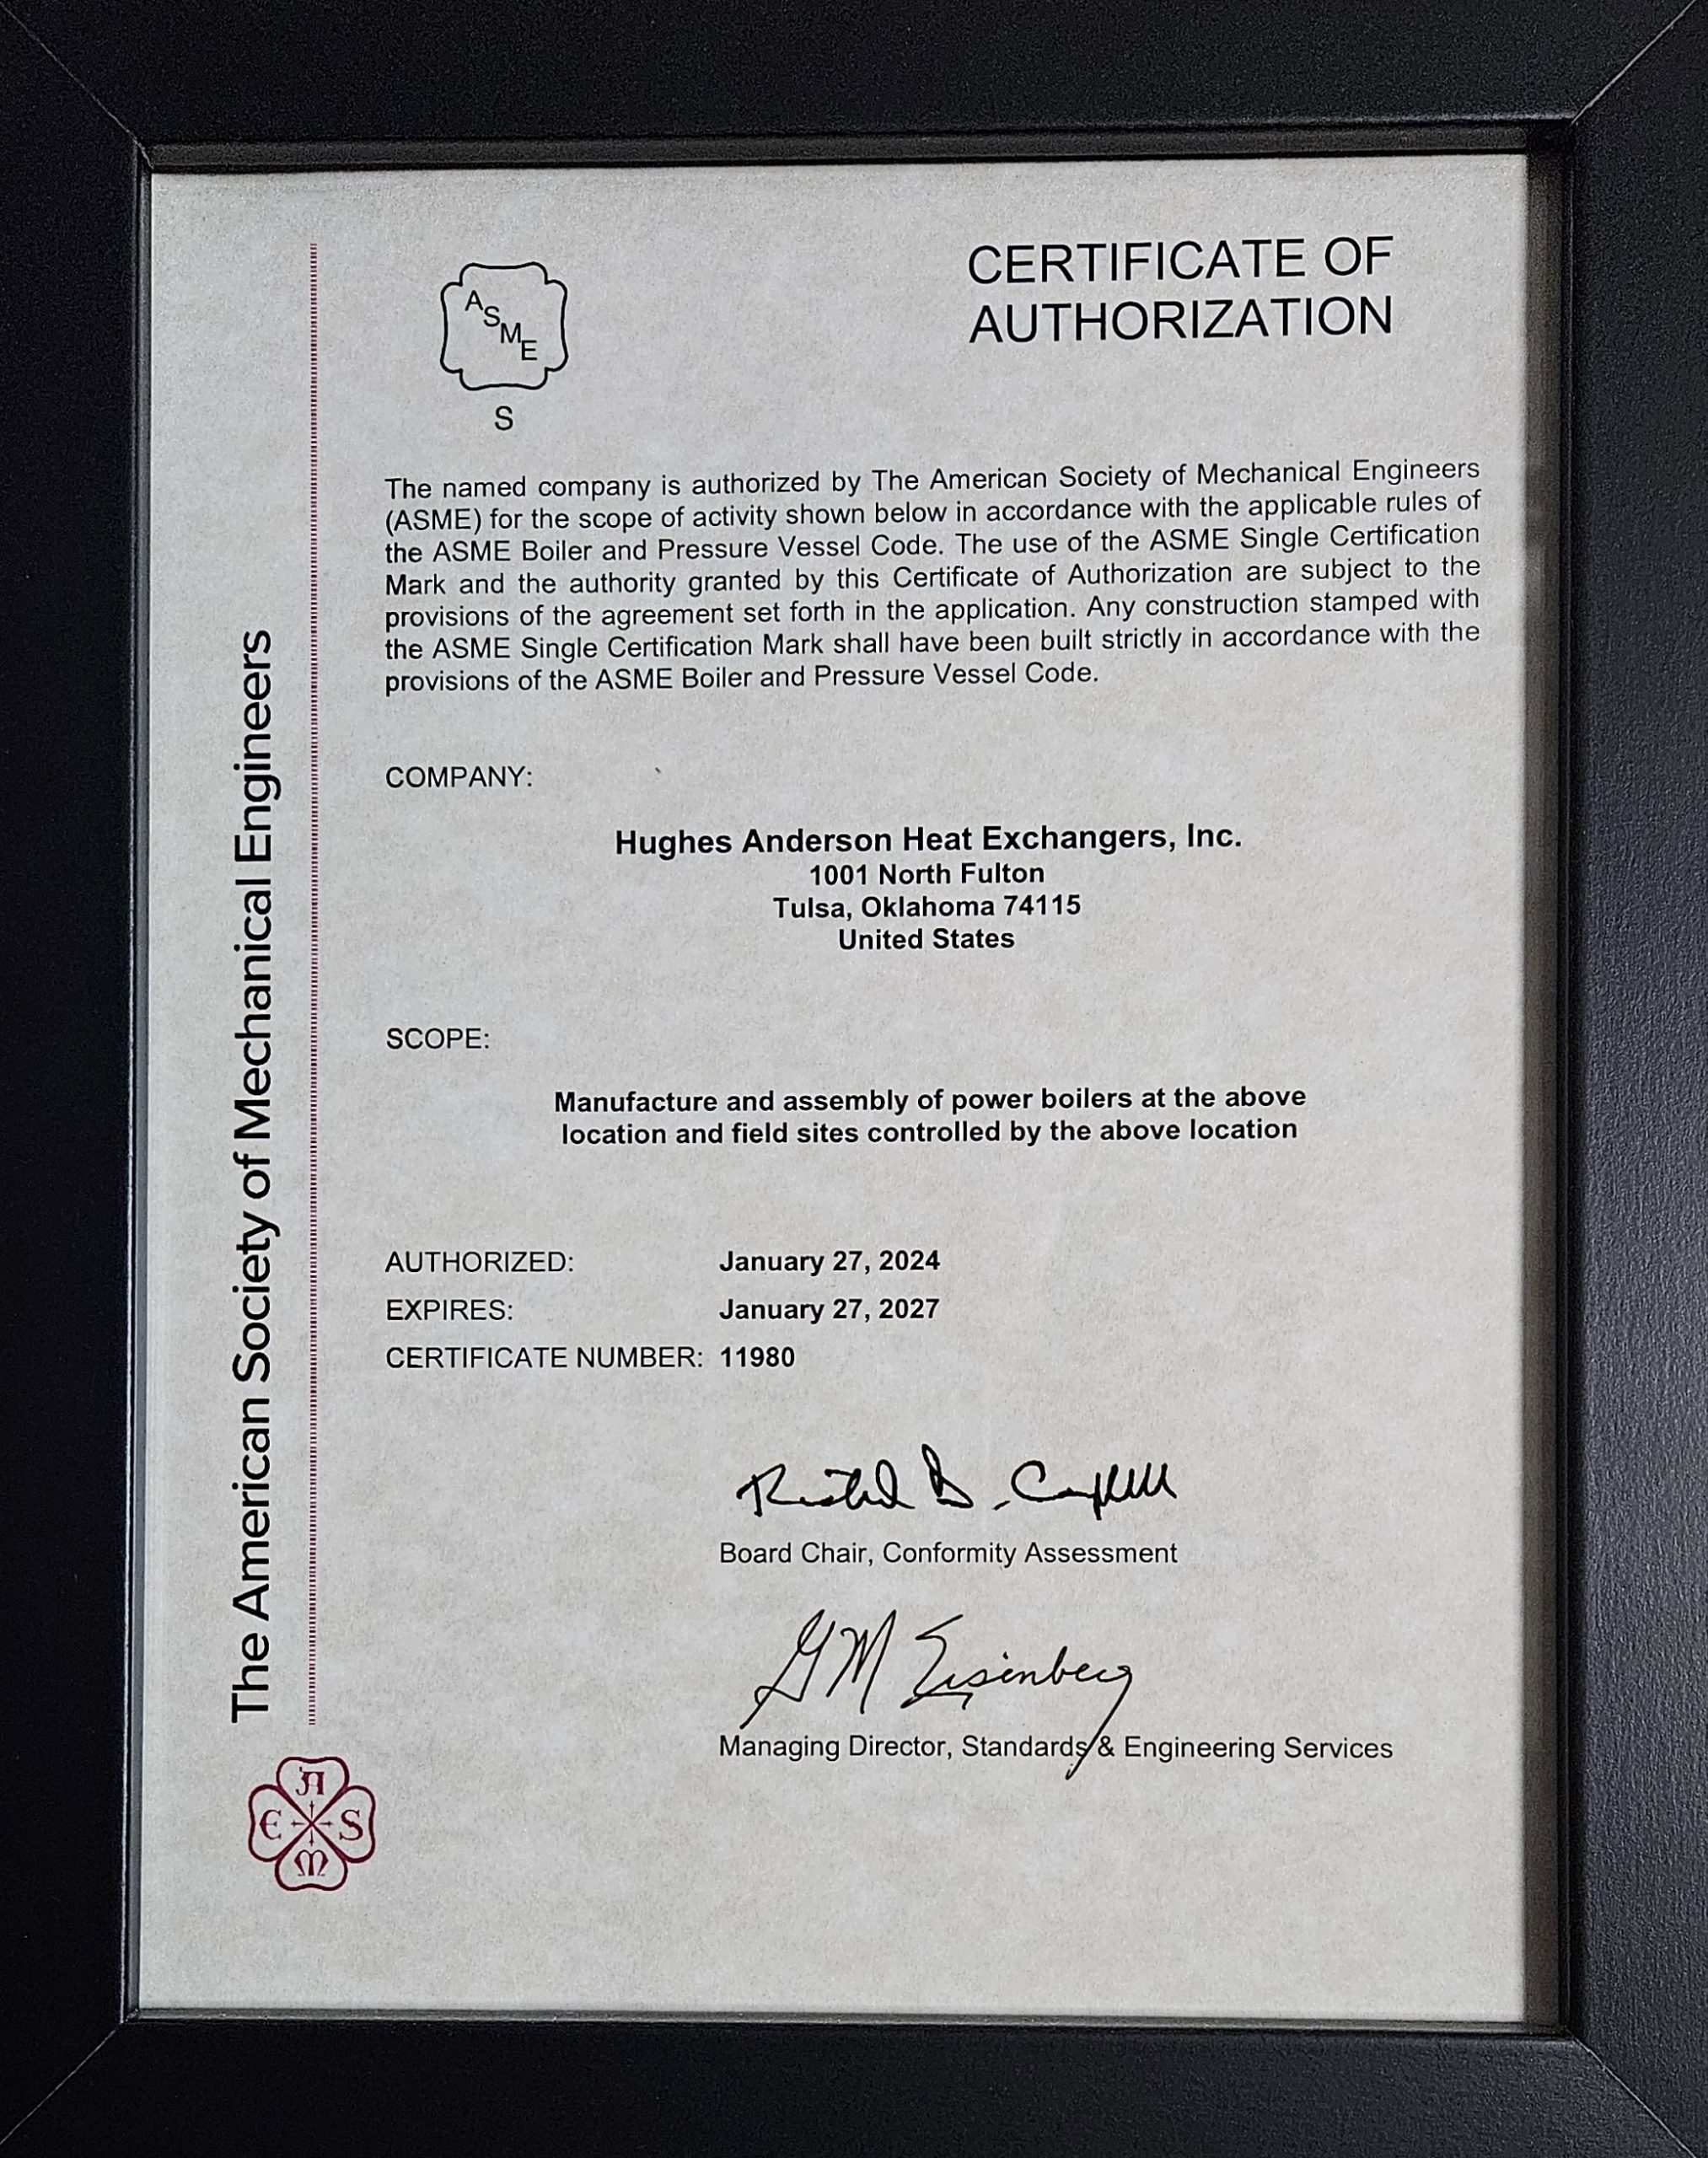 The American Society of Mechanical Engineers
A
S
M
E
S
CERTIFICATE OF
AUTHORIZATION
The named company is authorized by The American Society of Mechanical Engineers
(ASME) for the scope of activity shown below in accordance with the applicable rules of
the ASME Boiler and Pressure Vessel Code. The use of the ASME Single Certification
Mark and the authority granted by this Certificate of Authorization are subject to the
provisions of the agreement set forth in the application. Any construction stamped with
the ASME Single Certification Mark shall have been built strictly in accordance with the
provisions of the ASME Boiler and Pressure Vessel Code.
COMPANY:
Hughes Anderson Heat Exchangers, Inc.
1001 North Fulton
Tulsa, Oklahoma 74115
United States
SCOPE:
Manufacture and assembly of power boilers at the above
location and field sites controlled by the above location
AUTHORIZED: January 27, 2024
EXPIRES: January 27, 2027
CERTIFICATE NUMBER: 11980
Board Chair, Conformity Assessment
GM Eisenberg
Managing Director, Standards & Engineering Services
A
E S
M